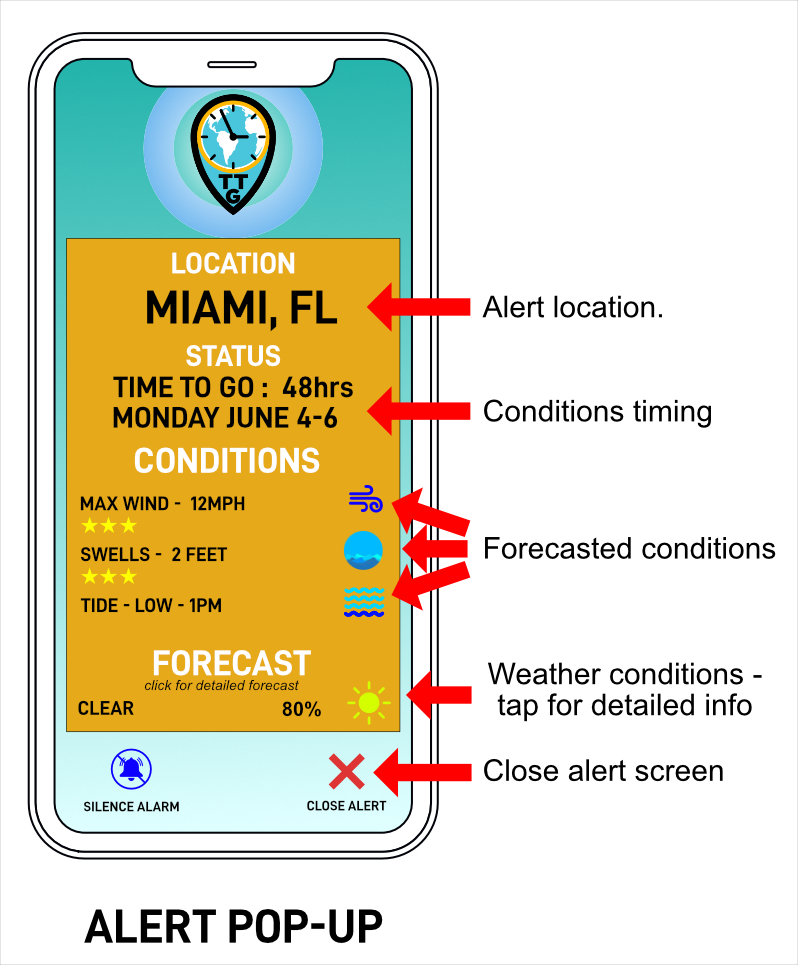 TT
G
LOCATION
MIAMI, FL
Alert location.
STATUS
TIME TO GO : 48hrs
MONDAY JUNE 4-6
Conditions timing
CONDITIONS
MAX WIND - 12MPH
SWELLS - 2 FEET
Forecasted conditions
TIDE - LOW - 1PM
FORECAST
click for detailed forecast
CLEAR 80%
Weather conditions -
tap for detailed info
Close alert screen
SILENCE ALARM
CLOSE ALERT
ALERT POP-UP